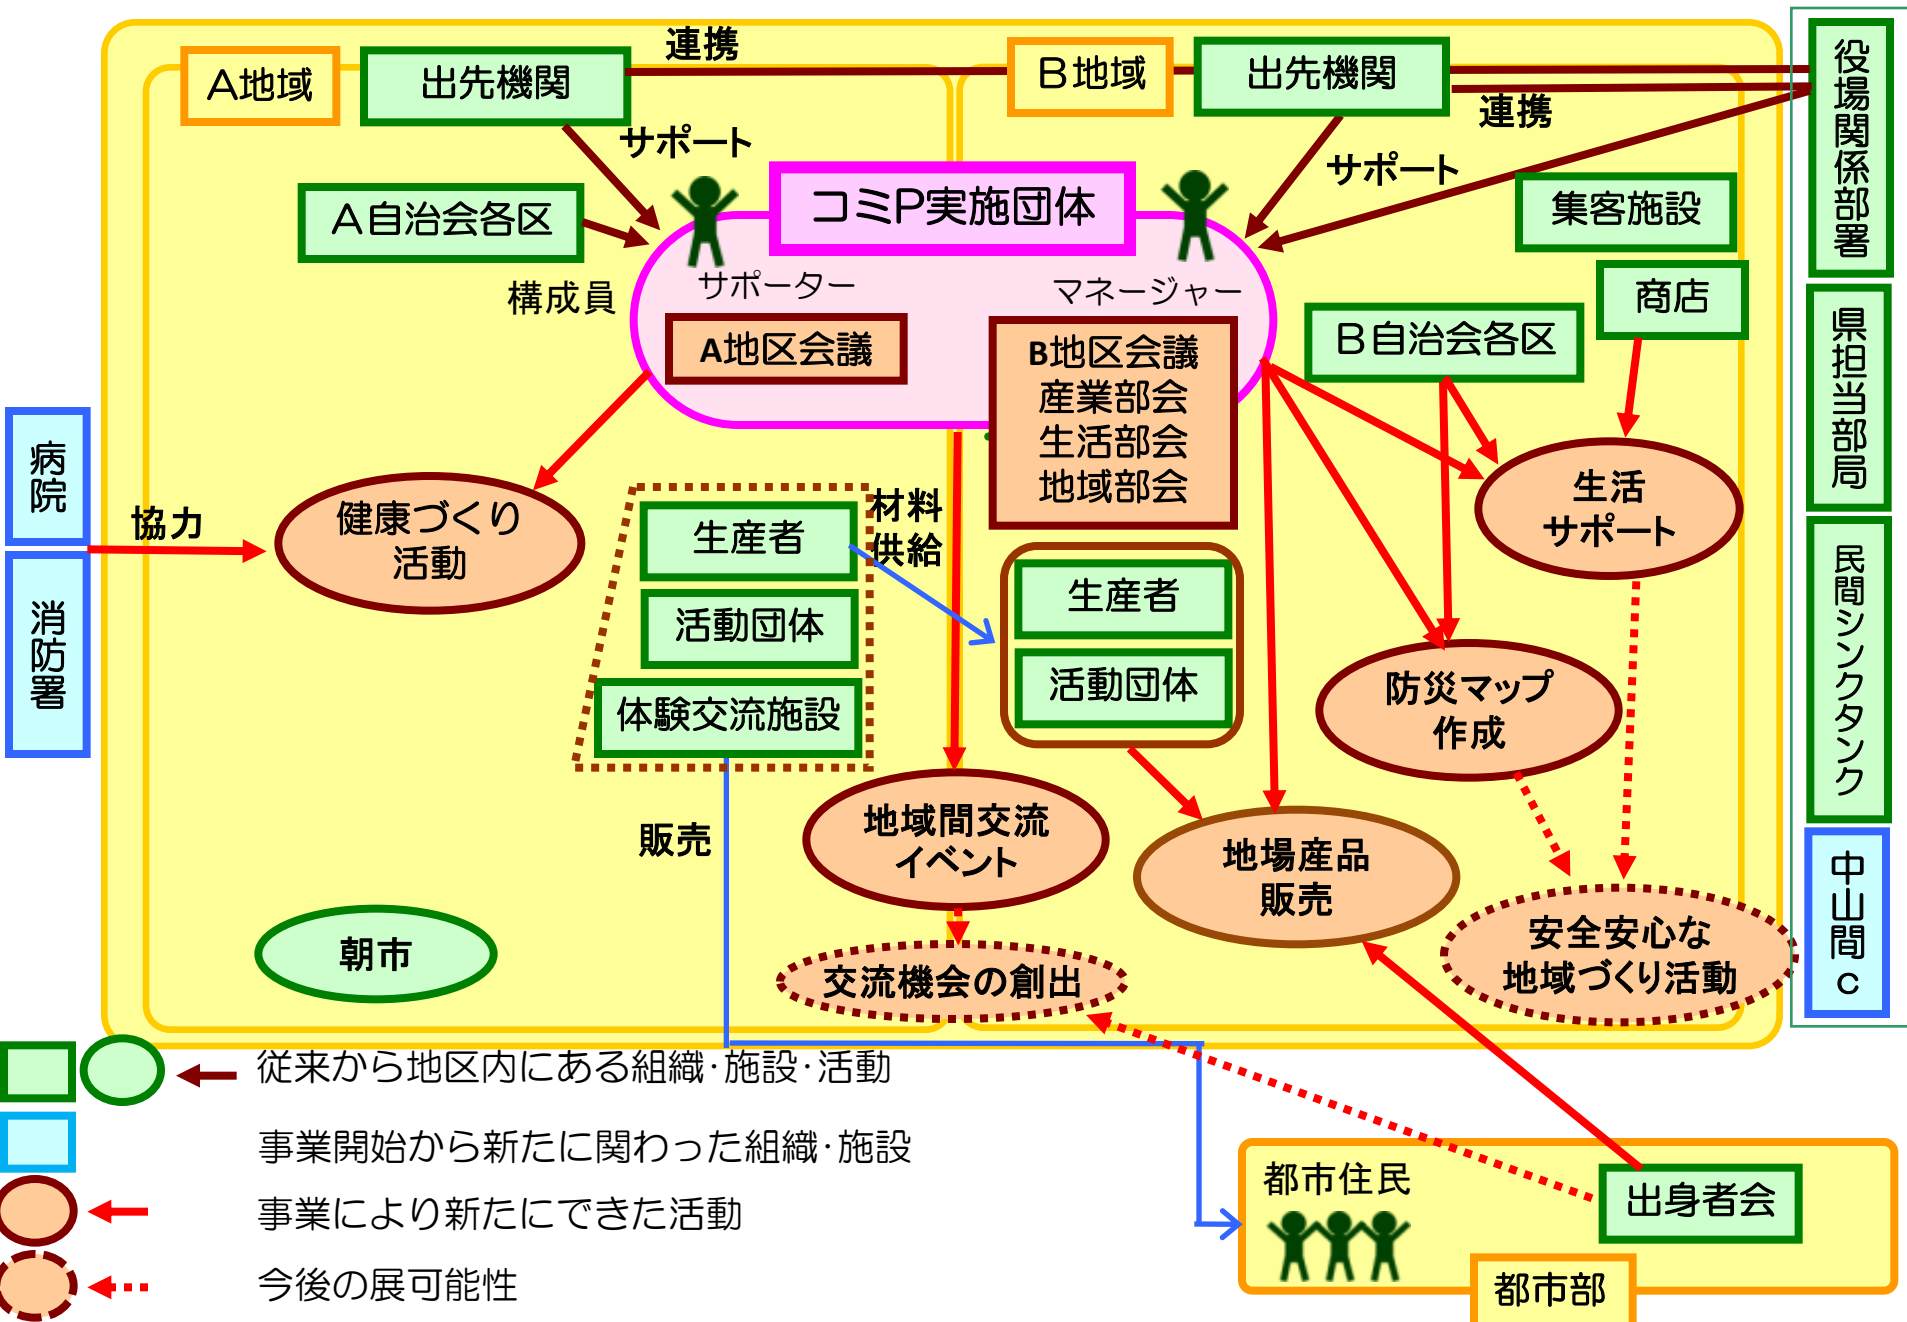 連携
A地域
出先機関
B地域
出先機関
連携
サポート
サポート
コミP実施団体
A自治会各区
構成員
サポーター
マネージャー
A地区会議
B地区会議
産業部会
生活部会
地域部会
集客施設
商店
B自治会各区
役場関係部署
県担当部局
民間シンクタンク
中山間C
病院
消防署
協力
健康づくり
活動
生産者
活動団体
体験交流施設
材料
供給
生産者
活動団体
生活
サポート
防災マップ
作成
販売
地域間交流
イベント
地場産品
販売
朝市
交流機会の創出
安全安心な
地域づくり活動
従来から地区内にある組織・施設・活動
事業開始から新たに関わった組織・施設
事業により新たにできた活動
今後の展可能性
都市住民
出身者会
都市部